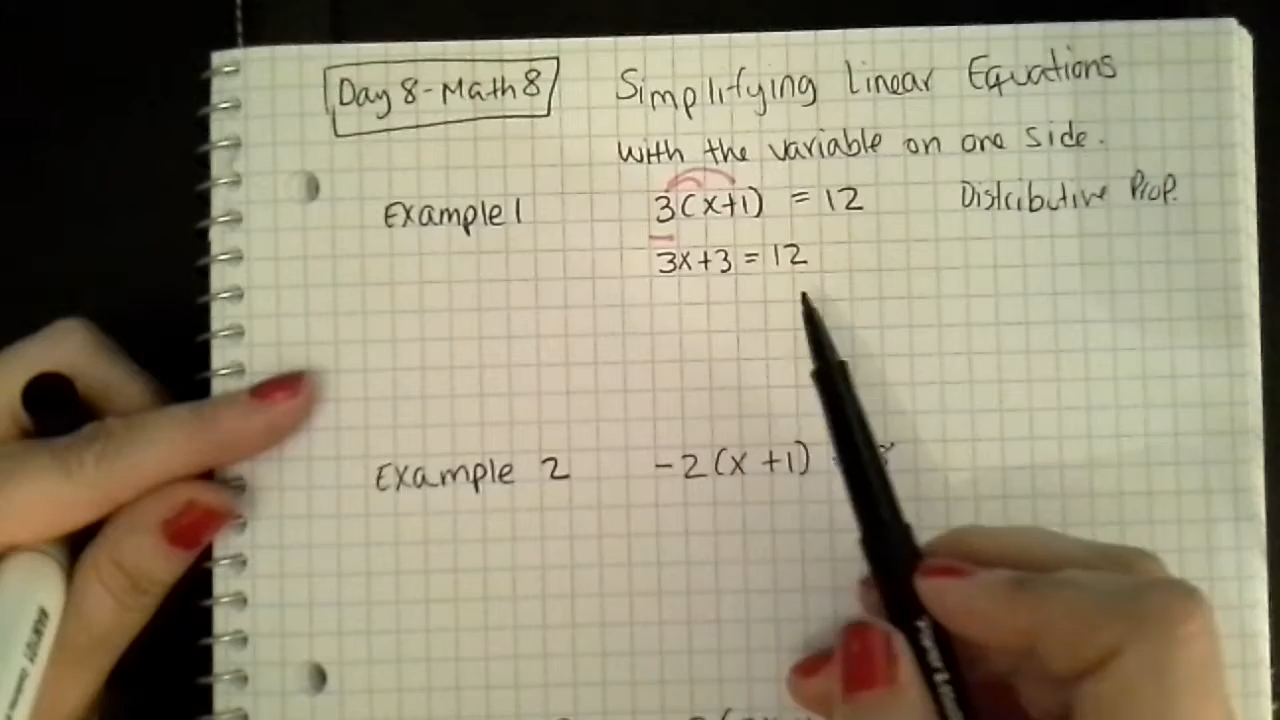 Day 8-Math 8
Simplifying Linear Equations
with the variable on one side.
Example 1 3(x+1) = 12 Distributive Prop.
3x+3 = 12
Example 2 -2(x +1)